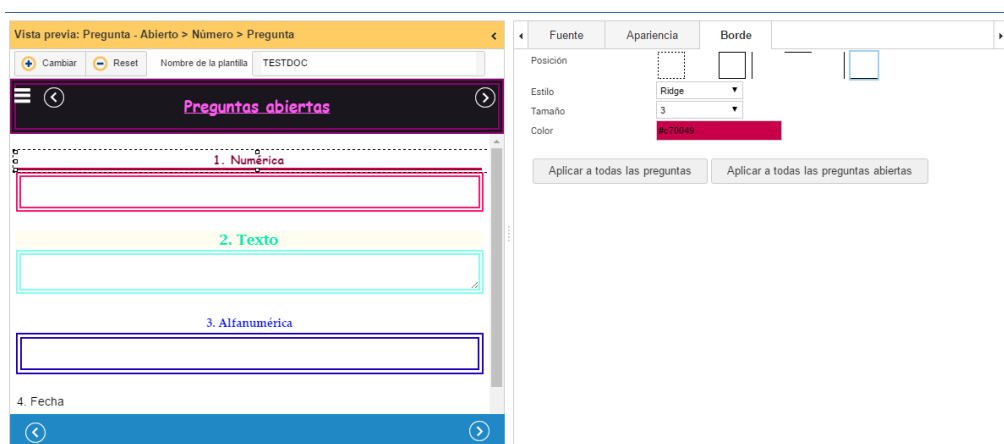 Vista previa: Pregunta - Abierto > Número > Pregunta
Cambiar Reset Nombre de la plantilla TESTDOC
Preguntas abiertas
1. Numérica
2. Texto
3. Alfanumérica
4. Fecha
Fuente Apariencia Borde
Posición
Estilo Ridge
Tamaño 3
Color #c70049
Aplicar a todas las preguntas Aplicar a todas las preguntas abiertas